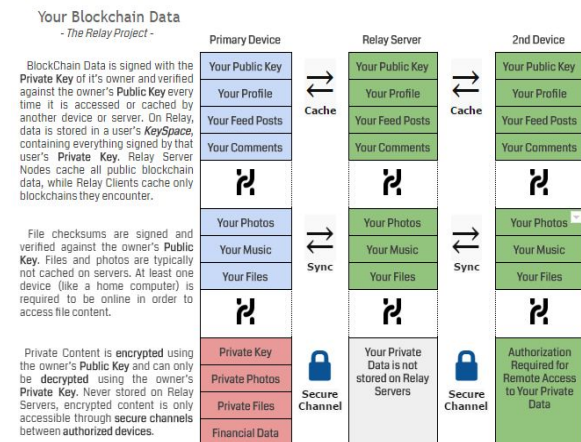 Your Blockchain Data
- The Relay Project -
BlockChain Data is signed with the
Private Key of it's owner and verified
against the owner's Public Key every
time it is accessed or cached by
another device or server. On Relay,
data is stored in a user's KeySpace,
containing everything signed by that
user's Private Key. Relay Server
Nodes cache all public blockchain
data, while Relay Clients cache only
blockchains they encounter.
File checksums are signed and
verified against the owner's Public
Key. Files and photos are typically
not cached on servers. At least one
device (like a home computer) is
required to be online in order to
access file content.
Private Content is encrypted using
the owner's Public Key and can only
be decrypted using the owner's
Private Key. Never stored on Relay
Servers, encrypted content is only
accessible through secure channels
between authorized devices.
Primary Device
Your Public Key
Your Profile
Your Feed Posts
Your Comments
Your Photos
Your Music
Your Files
Private Key
Private Photos
Private Files
Financial Data
Cache
Sync
Secure
Channel
Relay Server
Your Public Key
Your Profile
Your Feed Posts
Your Comments
Your Photos
Your Music
Your Files
Your Private
Data is not
stored on Relay
Servers
Cache
Sync
Secure
Channel
2nd Device
Your Public Key
Your Profile
Your Feed Posts
Your Comments
Your Photos
Your Music
Your Files
Authorization
Required for
Remote Access
to Your Private
Data